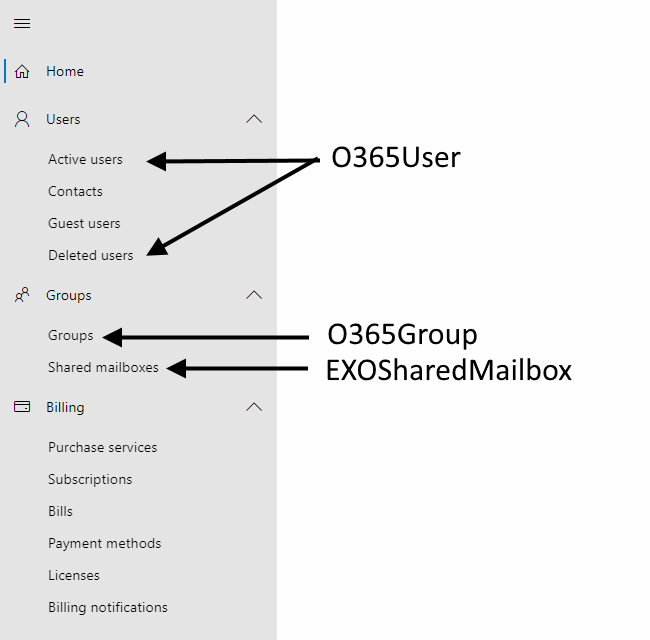 Home
Users
Active users
O365User
Contacts
Guest users
Deleted users
Groups
Groups
O365Group
Shared mailboxes
EXOSharedMailbox
Billing
Purchase services
Subscriptions
Bills
Payment methods
Licenses
Billing notifications